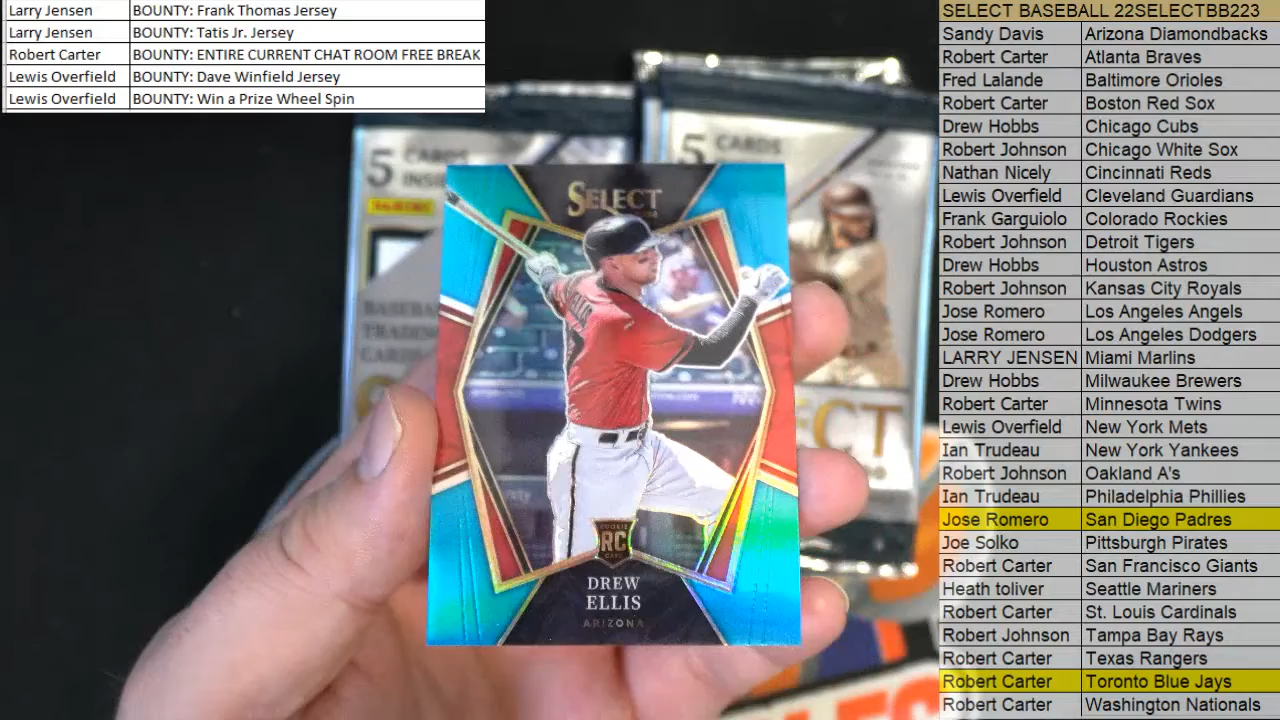 Larry Jensen BOUNTY: Frank Thomas Jersey
Larry Jensen BOUNTY: Tatis Jr. Jersey
Robert Carter BOUNTY: ENTIRE CURRENT CHAT ROOM FREE BREAK
Lewis Overfield BOUNTY: Dave Winfield Jersey
Lewis Overfield BOUNTY: Win a Prize Wheel Spin
5 CARDS
PANINI
BASEBALL
TRADING
CARDS
5 CARDS
SELECT
ROOKIE
RC
CARD
DREW
ELLIS
ARIZONA
SELECT BASEBALL 22SELECTBB223
Sandy Davis Arizona Diamondbacks
Robert Carter Atlanta Braves
Fred Lalande Baltimore Orioles
Robert Carter Boston Red Sox
Drew Hobbs Chicago Cubs
Robert Johnson Chicago White Sox
Nathan Nicely Cincinnati Reds
Lewis Overfield Cleveland Guardians
Frank Garguiolo Colorado Rockies
Robert Johnson Detroit Tigers
Drew Hobbs Houston Astros
Robert Johnson Kansas City Royals
Jose Romero Los Angeles Angels
Jose Romero Los Angeles Dodgers
LARRY JENSEN Miami Marlins
Drew Hobbs Milwaukee Brewers
Robert Carter Minnesota Twins
Lewis Overfield New York Mets
Ian Trudeau New York Yankees
Robert Johnson Oakland A's
Ian Trudeau Philadelphia Phillies
Jose Romero San Diego Padres
Joe Solko Pittsburgh Pirates
Robert Carter San Francisco Giants
Heath toliver Seattle Mariners
Robert Carter St. Louis Cardinals
Robert Johnson Tampa Bay Rays
Robert Carter Texas Rangers
Robert Carter Toronto Blue Jays
Robert Carter Washington Nationals